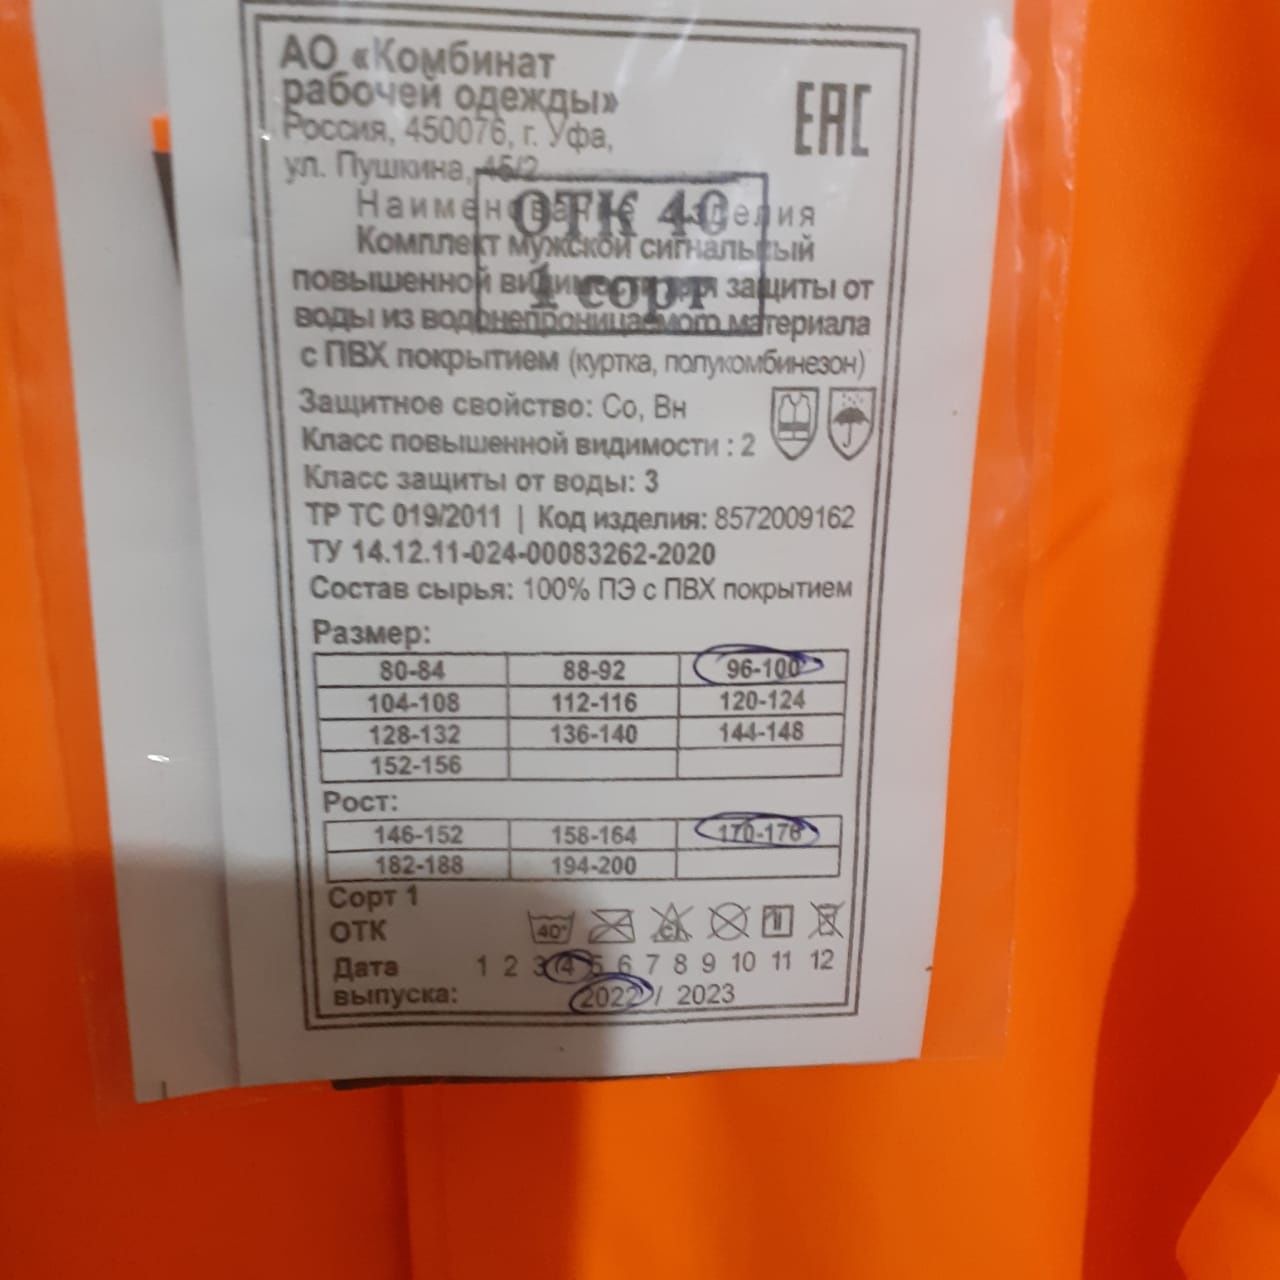 АО «Комбинат
рабочей одежды»
EAC
Россия, 450076, г. Уфа,
ул. Пушкина, 45/2
ОТК 40
1 сорт
Наименование изделия
Комплект мужской сигнальный
повышенной видимости для защиты от
воды из водонепроницаемого материала
с ПВХ покрытием (куртка, полукомбинезон)
Защитное свойство: Со, Вн
Класс повышенной видимости : 2
Класс защиты от воды: 3
ТР ТС 019/2011 | Код изделия: 8572009162
ТУ 14.12.11-024-00083262-2020
Состав сырья: 100% ПЭ с ПВХ покрытием
Размер:
80-84 88-92 96-100
104-108 112-116 120-124
128-132 136-140 144-148
152-156
Рост:
146-152 158-164 170-176
182-188 194-200
Сорт 1
ОТК 40° cl
Дата 1 2 3 4 5 6 7 8 9 10 11 12
выпуска: 2022 / 2023